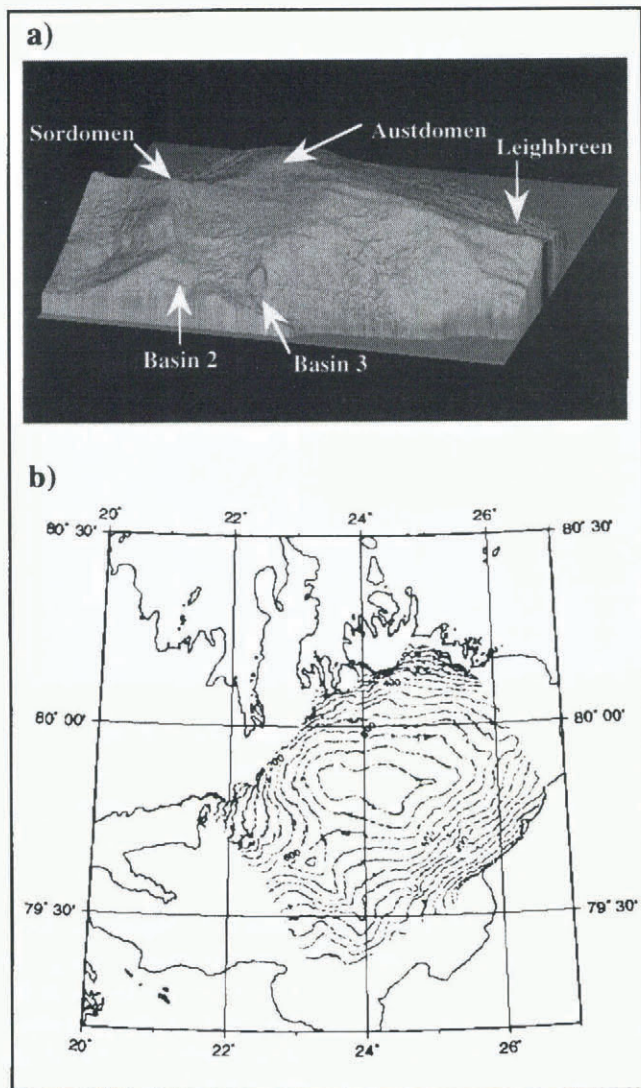 a)
Sordomen
Austdomen
Leighbreen
Basin 2
Basin 3
b)
20° 22° 24° 26°
80° 30' 80° 30'
80° 00' 80° 00'
79° 30' 79° 30'
20° 22° 24° 26°